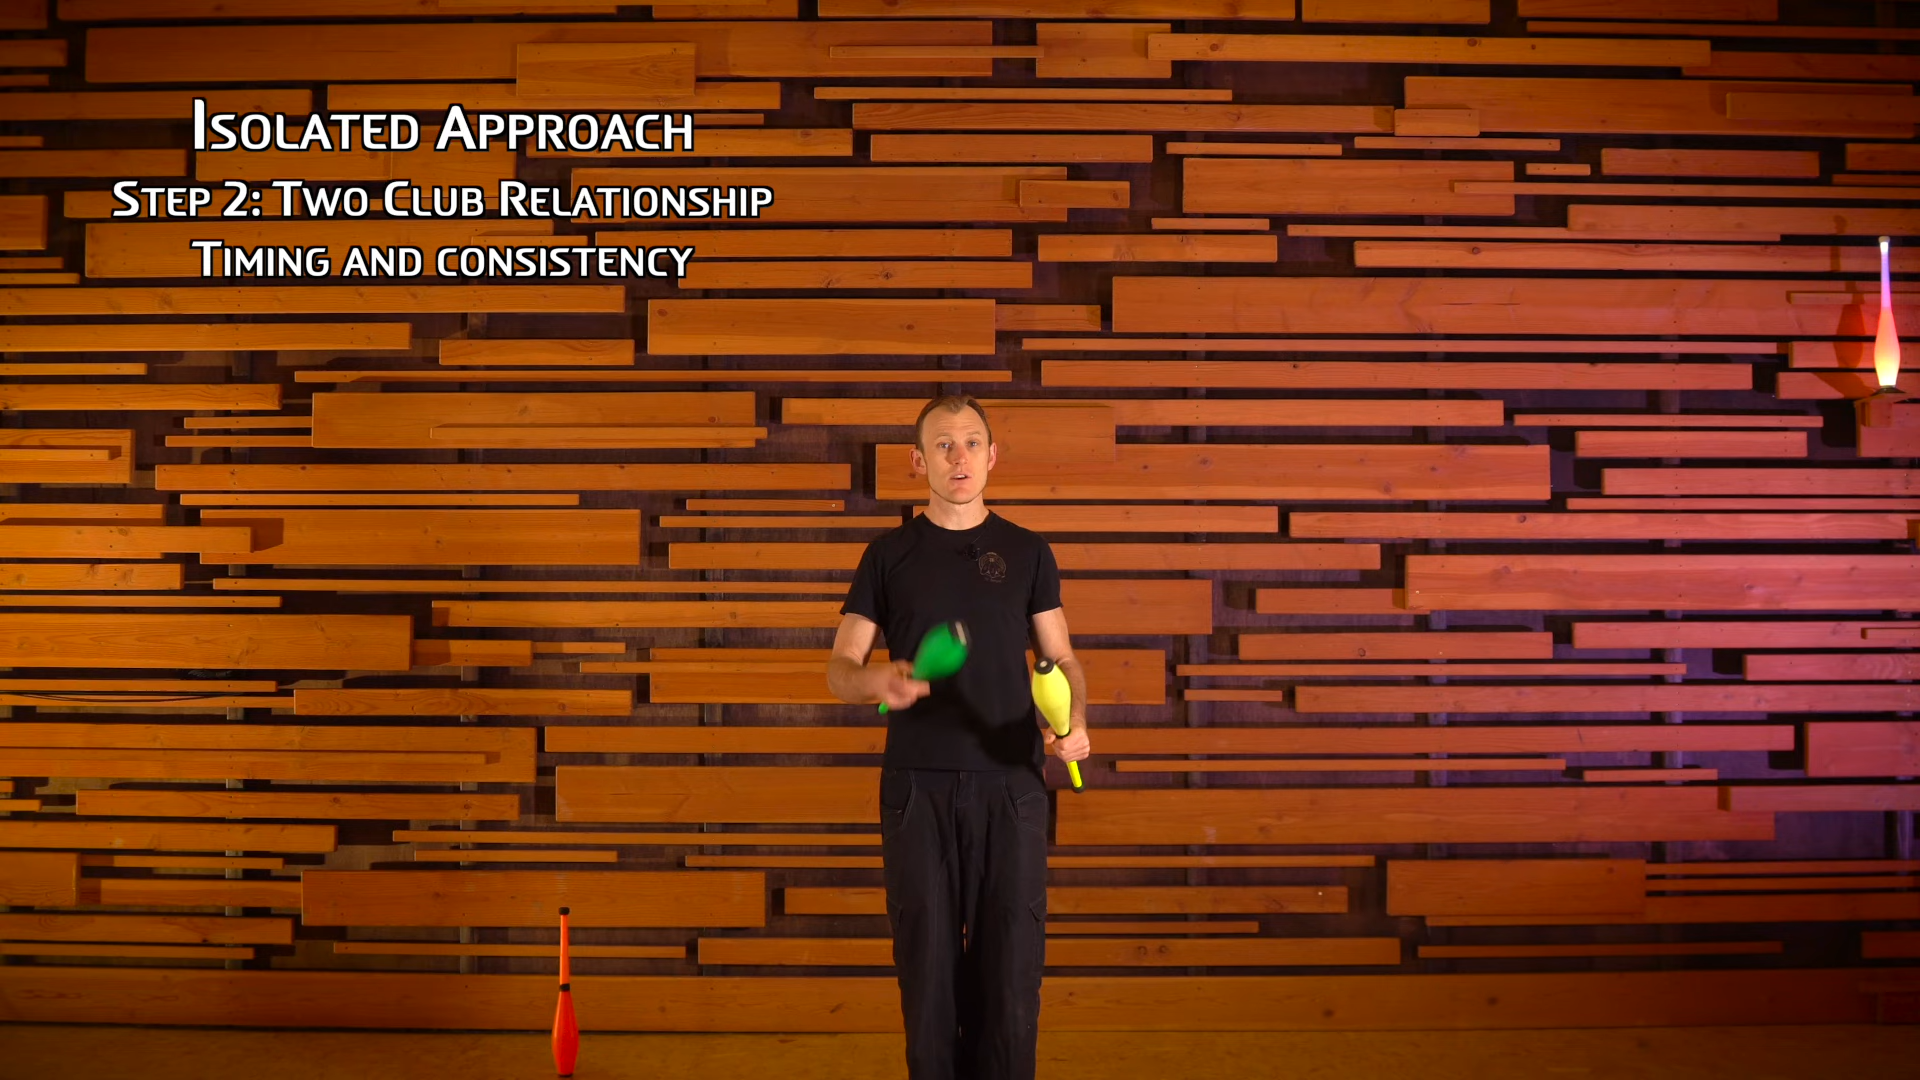 Isolated Approach
Step 2: Two Club Relationship
Timing and consistency